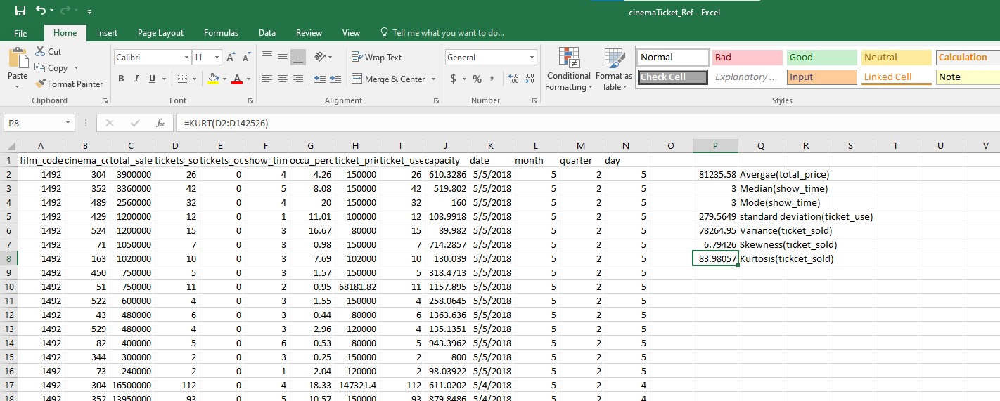 cinemaTicket_Ref - Excel
File Home Insert Page Layout Formulas Data Review View Tell me what you want to do...
Paste Cut Copy Format Painter Clipboard
Calibri 11 A A B I U A Font
Wrap Text Merge & Center Alignment
General $ % , .00 Number
Conditional Formatting Format as Table
Normal Bad Good Neutral Calculation
Check Cell Explanatory ... Input Linked Cell Note
Styles
P8 fx =KURT(D2:D142526)
A B C D E F G H I J K L M N O P Q R S T U V
1 film_code cinema_co total_sale tickets_so tickets_ou show_tim occu_perc ticket_pric ticket_use capacity date month quarter day
2 1492 304 3900000 26 0 4 4.26 150000 26 610.3286 5/5/2018 5 2 5 81235.58 Avergae(total_price)
3 1492 352 3360000 42 0 5 8.08 150000 42 519.802 5/5/2018 5 2 5 3 Median(show_time)
4 1492 489 2560000 32 0 4 20 150000 32 160 5/5/2018 5 2 5 3 Mode(show_time)
5 1492 429 1200000 12 0 1 11.01 100000 12 108.9918 5/5/2018 5 2 5 279.5649 standard deviation(ticket_use)
6 1492 524 1200000 15 0 3 16.67 80000 15 89.982 5/5/2018 5 2 5 78264.95 Variance(ticket_sold)
7 1492 71 1050000 7 0 3 0.98 150000 7 714.2857 5/5/2018 5 2 5 6.79426 Skewness(ticket_sold)
8 1492 163 1020000 10 0 3 7.69 102000 10 130.039 5/5/2018 5 2 5 83.98057 Kurtosis(tickcet_sold)
9 1492 450 750000 5 0 3 1.57 150000 5 318.4713 5/5/2018 5 2 5
10 1492 51 750000 11 0 2 0.95 68181.82 11 1157.895 5/5/2018 5 2 5
11 1492 522 600000 4 0 3 1.55 150000 4 258.0645 5/5/2018 5 2 5
12 1492 43 480000 6 0 3 0.44 80000 6 1363.636 5/5/2018 5 2 5
13 1492 529 480000 4 0 3 2.96 120000 4 135.1351 5/5/2018 5 2 5
14 1492 82 400000 5 0 6 0.53 80000 5 943.3962 5/5/2018 5 2 5
15 1492 344 300000 2 0 3 0.25 150000 2 800 5/5/2018 5 2 5
16 1492 73 240000 2 0 1 2.04 120000 2 98.03922 5/5/2018 5 2 5
17 1492 304 16500000 112 0 4 18.33 147321.4 112 611.0202 5/4/2018 5 2 4
18 1492 352 13950000 93 0 5 10.57 150000 93 879.8486 5/4/2018 5 2 4